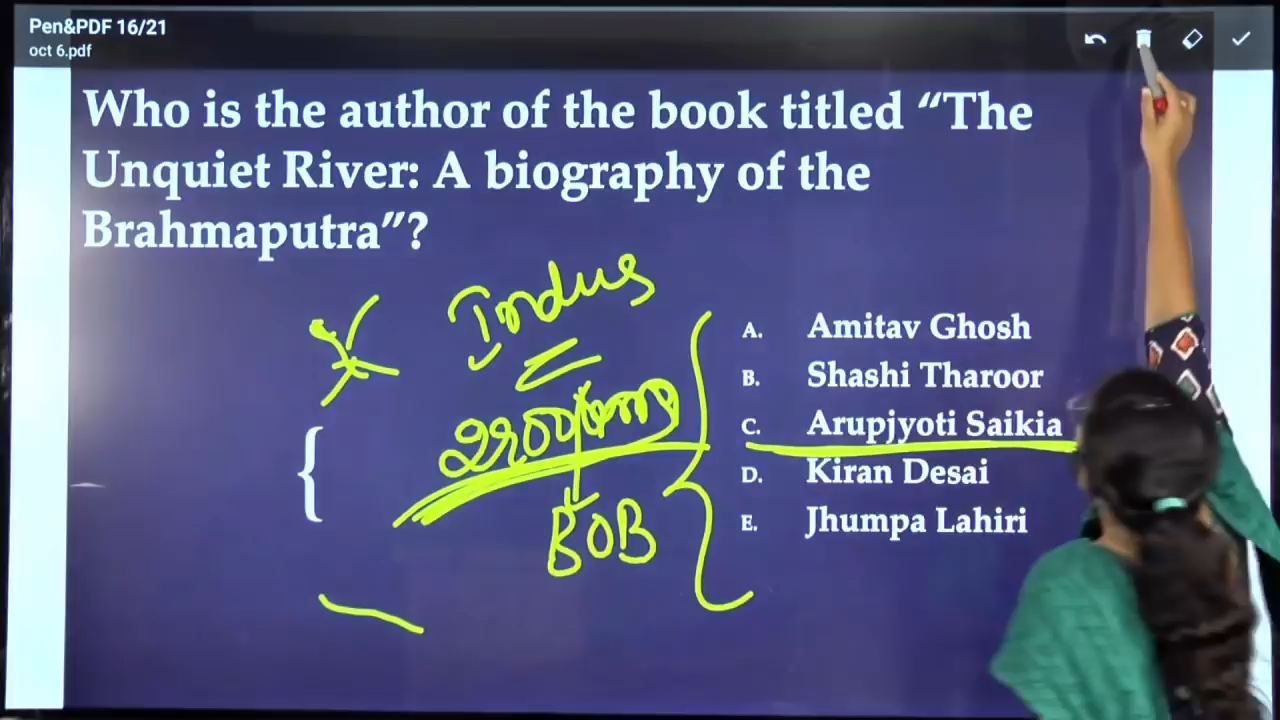 Pen&PDF 16/21
oct 6.pdf
Who is the author of the book titled “The
Unquiet River: A biography of the
Brahmaputra”?
Indus
BOB
A. Amitav Ghosh
B. Shashi Tharoor
C. Arupjyoti Saikia
D. Kiran Desai
E. Jhumpa Lahiri